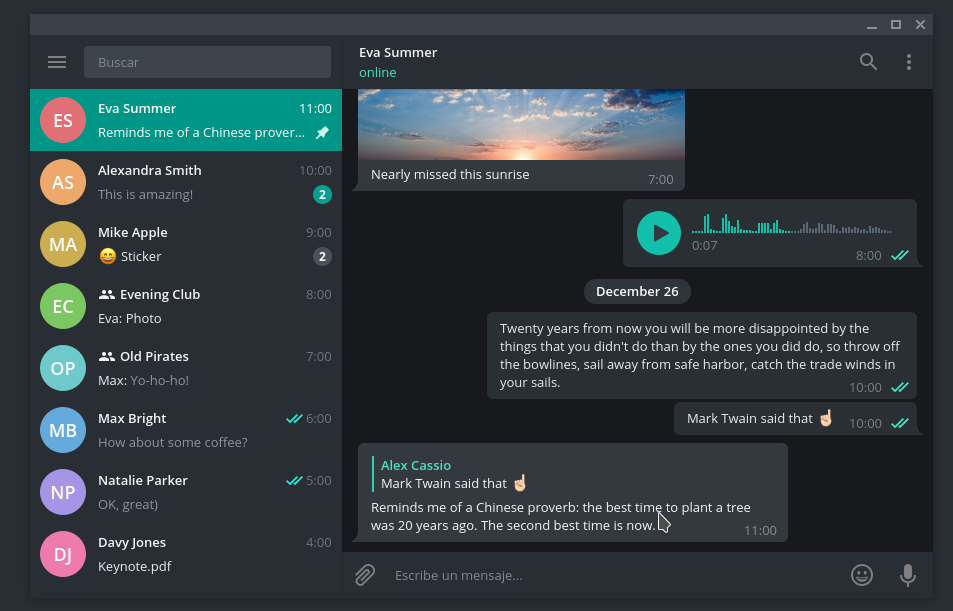 Buscar
ES
Eva Summer 11:00
Reminds me of a Chinese prover...
AS
Alexandra Smith 10:00
This is amazing! 2
MA
Mike Apple 9:00
😄 Sticker 2
EC
Evening Club 8:00
Eva: Photo
OP
Old Pirates 7:00
Max: Yo-ho-ho!
MB
Max Bright 6:00
How about some coffee?
NP
Natalie Parker 5:00
OK, great)
DJ
Davy Jones 4:00
Keynote.pdf
Eva Summer
online
Nearly missed this sunrise
7:00
0:07
8:00
December 26
Twenty years from now you will be more disappointed by the
things that you didn't do than by the ones you did do, so throw off
the bowlines, sail away from safe harbor, catch the trade winds in
your sails.
10:00
Mark Twain said that ☝🏻 10:00
Alex Cassio
Mark Twain said that ☝🏻
Reminds me of a Chinese proverb: the best time to plant a tree
was 20 years ago. The second best time is now.
11:00
Escribe un mensaje...